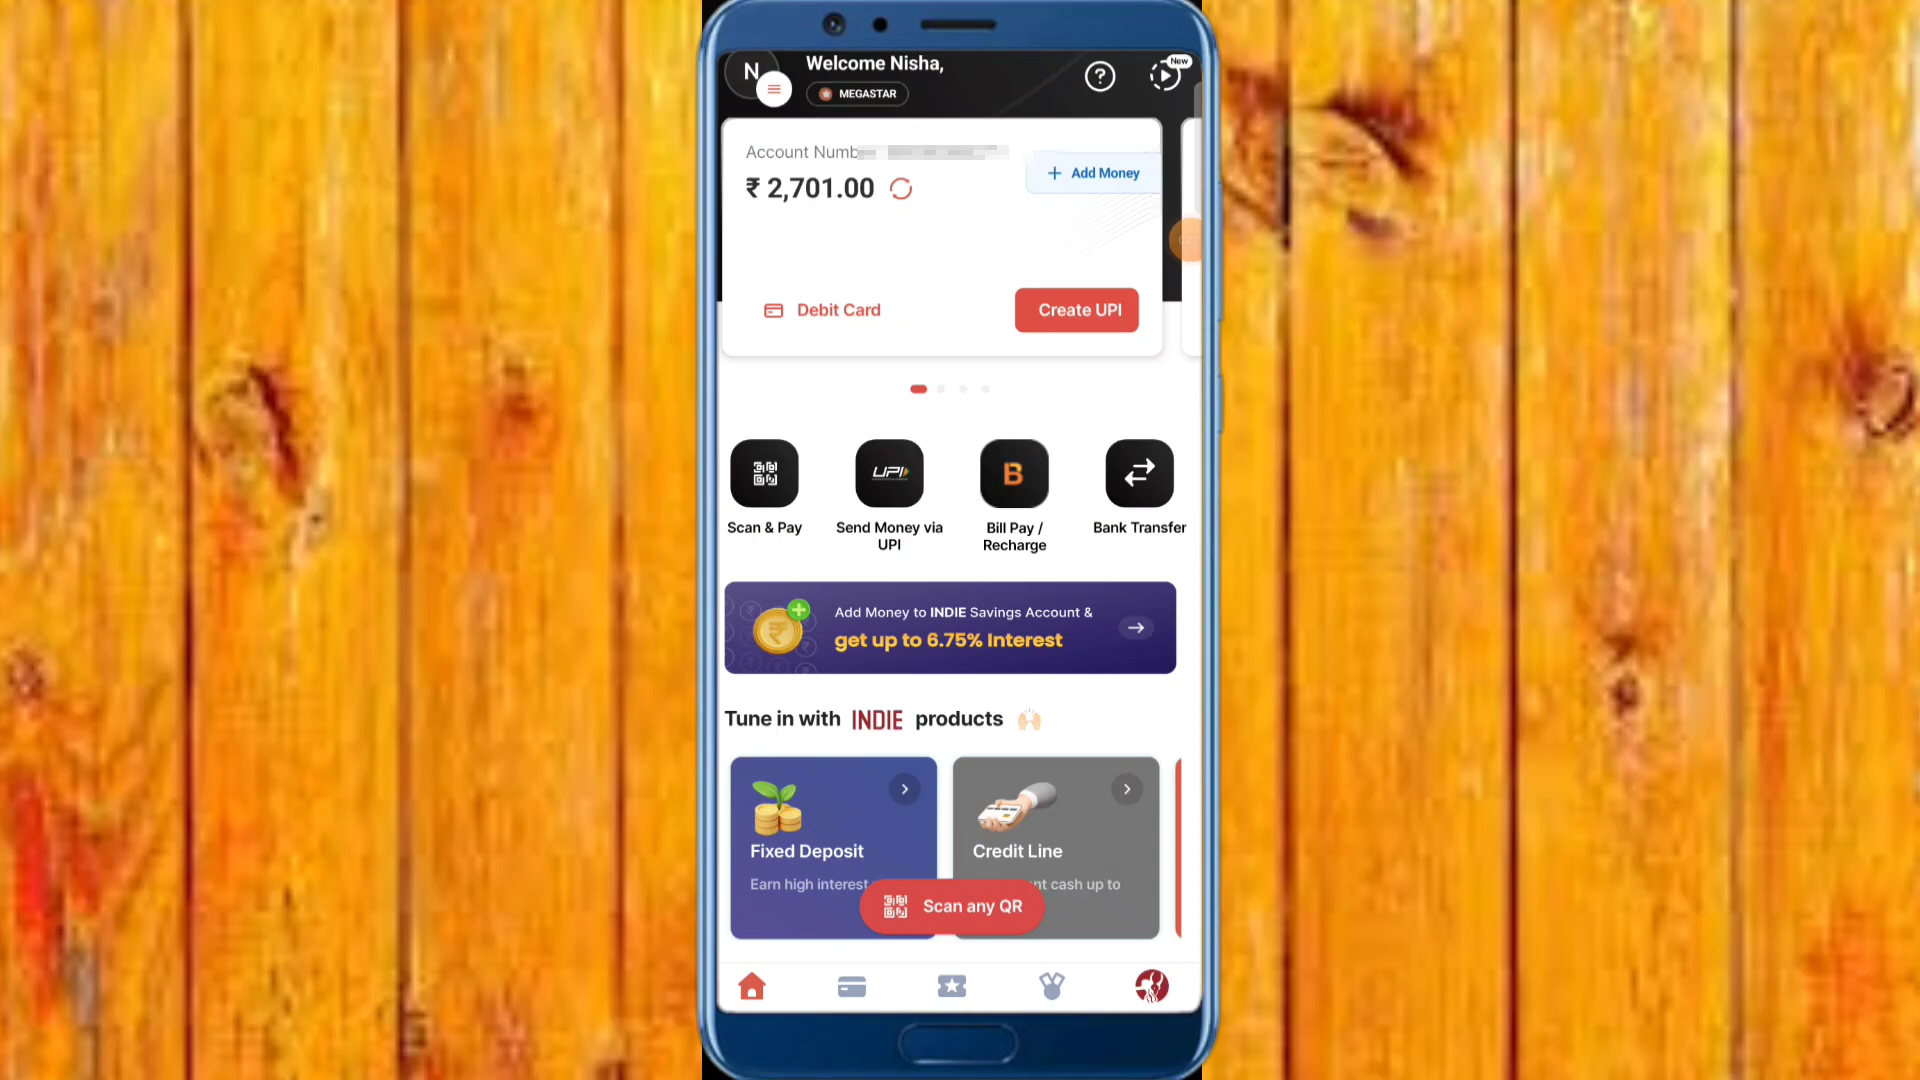 N
Welcome Nisha,
New
MEGASTAR
Account Numb
₹ 2,701.00
+ Add Money
Debit Card
Create UPI
UPI
B
Scan & Pay
Send Money via
UPI
Bill Pay /
Recharge
Bank Transfer
Add Money to INDIE Savings Account &
get up to 6.75% Interest
Tune in with INDIE products
Fixed Deposit
Credit Line
Earn high interest
nt cash up to
Scan any QR